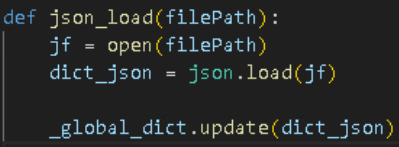 def json_load(filePath):
    jf = open(filePath)
    dict_json = json.load(jf)

    _global_dict.update(dict_json)